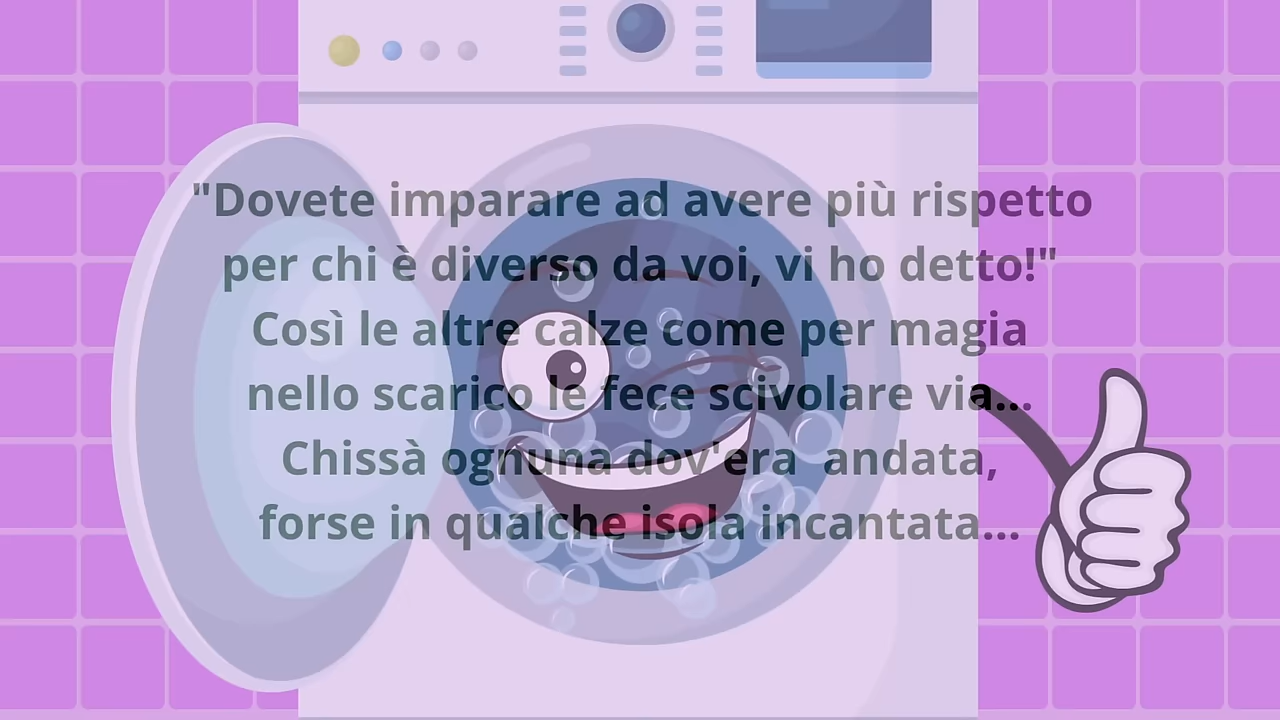 "Dovete imparare ad avere più rispetto
per chi è diverso da voi, vi ho detto!"
Così le altre calze come per magia
nello scarico le fece scivolare via...
Chissà ognuna dov'era  andata,
forse in qualche isola incantata...